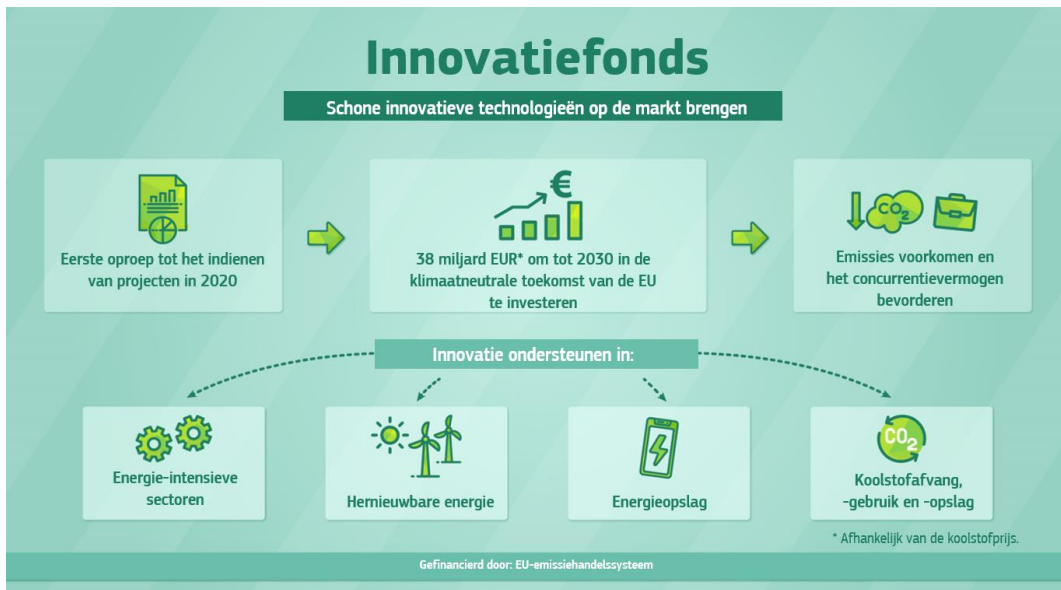 Innovatiefonds
Schone innovatieve technologieën op de markt brengen
Eerste oproep tot het indienen
van projecten in 2020
€
38 miljard EUR* om tot 2030 in de
klimaatneutrale toekomst van de EU
te investeren
CO2
Emissies voorkomen en
het concurrentievermogen
bevorderen
Innovatie ondersteunen in:
Energie-intensieve
sectoren
Hernieuwbare energie
Energieopslag
CO2
Koolstofafvang,
-gebruik en -opslag
* Afhankelijk van de koolstofprijs.
Gefinancierd door: EU-emissiehandelssysteem